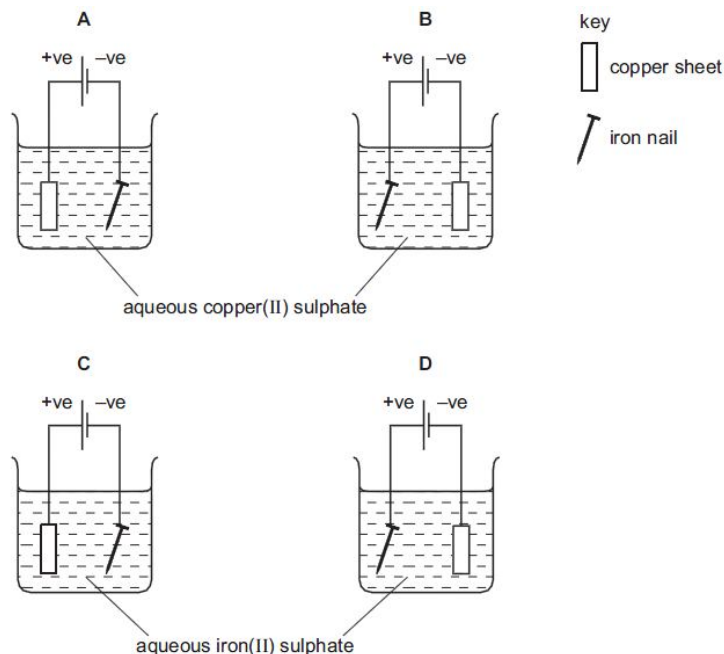 A
B
key
+ve –ve
+ve –ve
copper sheet
iron nail
aqueous copper(II) sulphate
C
D
+ve –ve
+ve –ve
aqueous iron(II) sulphate